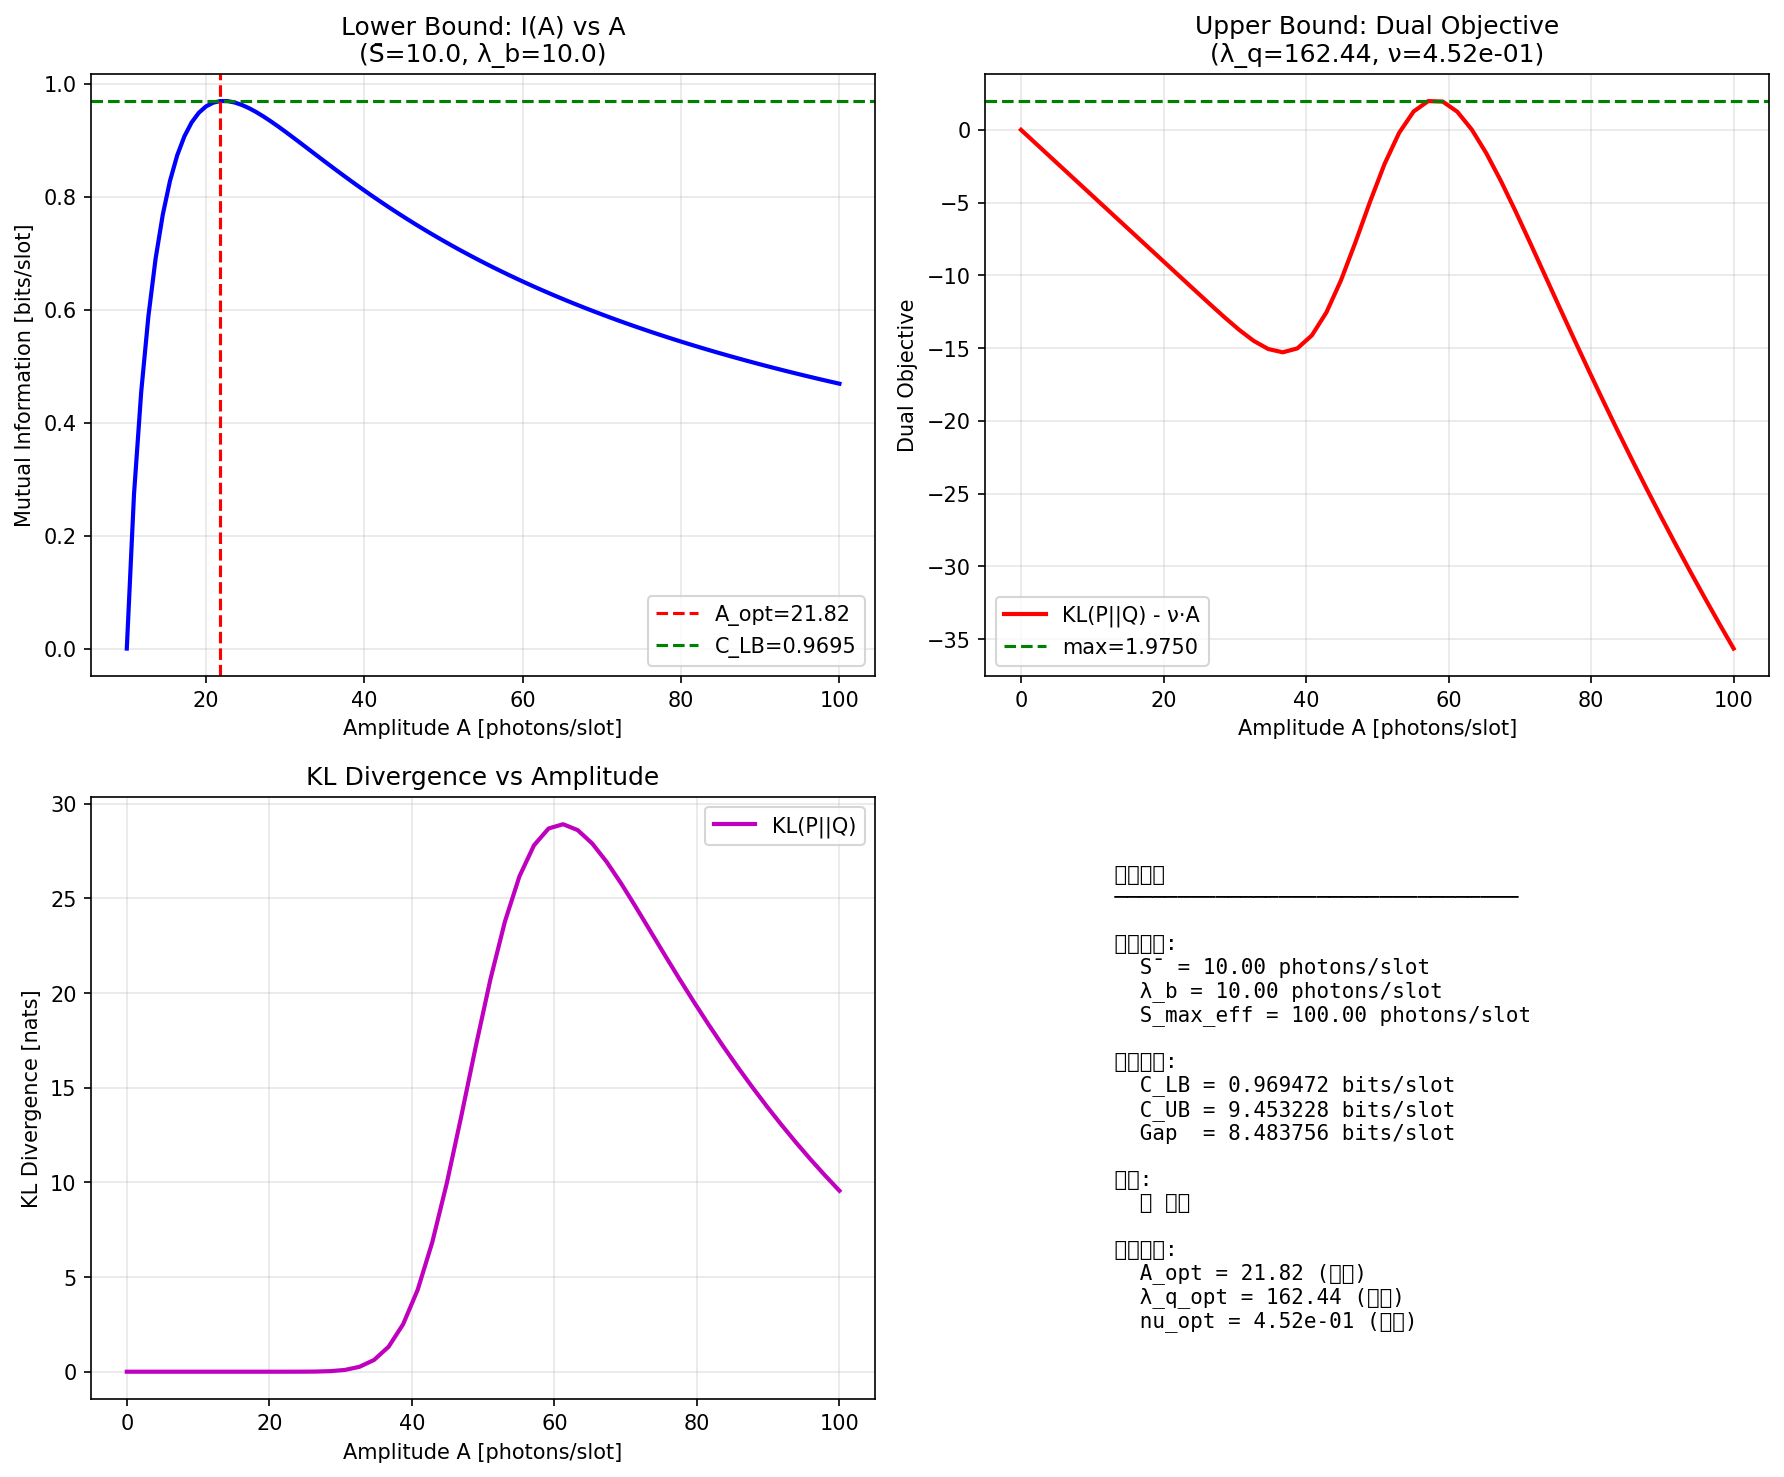 Lower Bound: I(A) vs A
(S̄=10.0, λ_b=10.0)
1.0
0.8
0.6
0.4
0.2
0.0
Mutual Information [bits/slot]
A_opt=21.82
C_LB=0.9695
20
40
60
80
100
Amplitude A [photons/slot]
Upper Bound: Dual Objective
(λ_q=162.44, ν=4.52e-01)
0
−5
−10
−15
−20
−25
−30
−35
Dual Objective
KL(P||Q) - ν·A
max=1.9750
0
20
40
60
80
100
Amplitude A [photons/slot]
KL Divergence vs Amplitude
30
25
20
15
10
5
0
KL Divergence [nats]
KL(P||Q)
0
20
40
60
80
100
Amplitude A [photons/slot]
S¯ = 10.00 photons/slot
λ_b = 10.00 photons/slot
S_max_eff = 100.00 photons/slot
C_LB = 0.969472 bits/slot
C_UB = 9.453228 bits/slot
Gap = 8.483756 bits/slot
A_opt = 21.82
λ_q_opt = 162.44
nu_opt = 4.52e-01